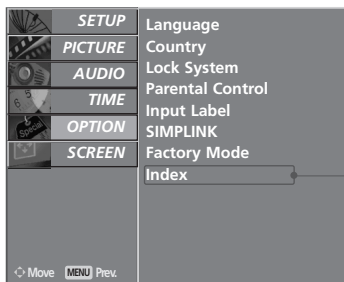 SETUP
PICTURE
AUDIO
TIME
OPTION
SCREEN
Language
Country
Lock System
Parental Control
Input Label
SIMPLINK
Factory Mode
Index
Special
Move MENU Prev.